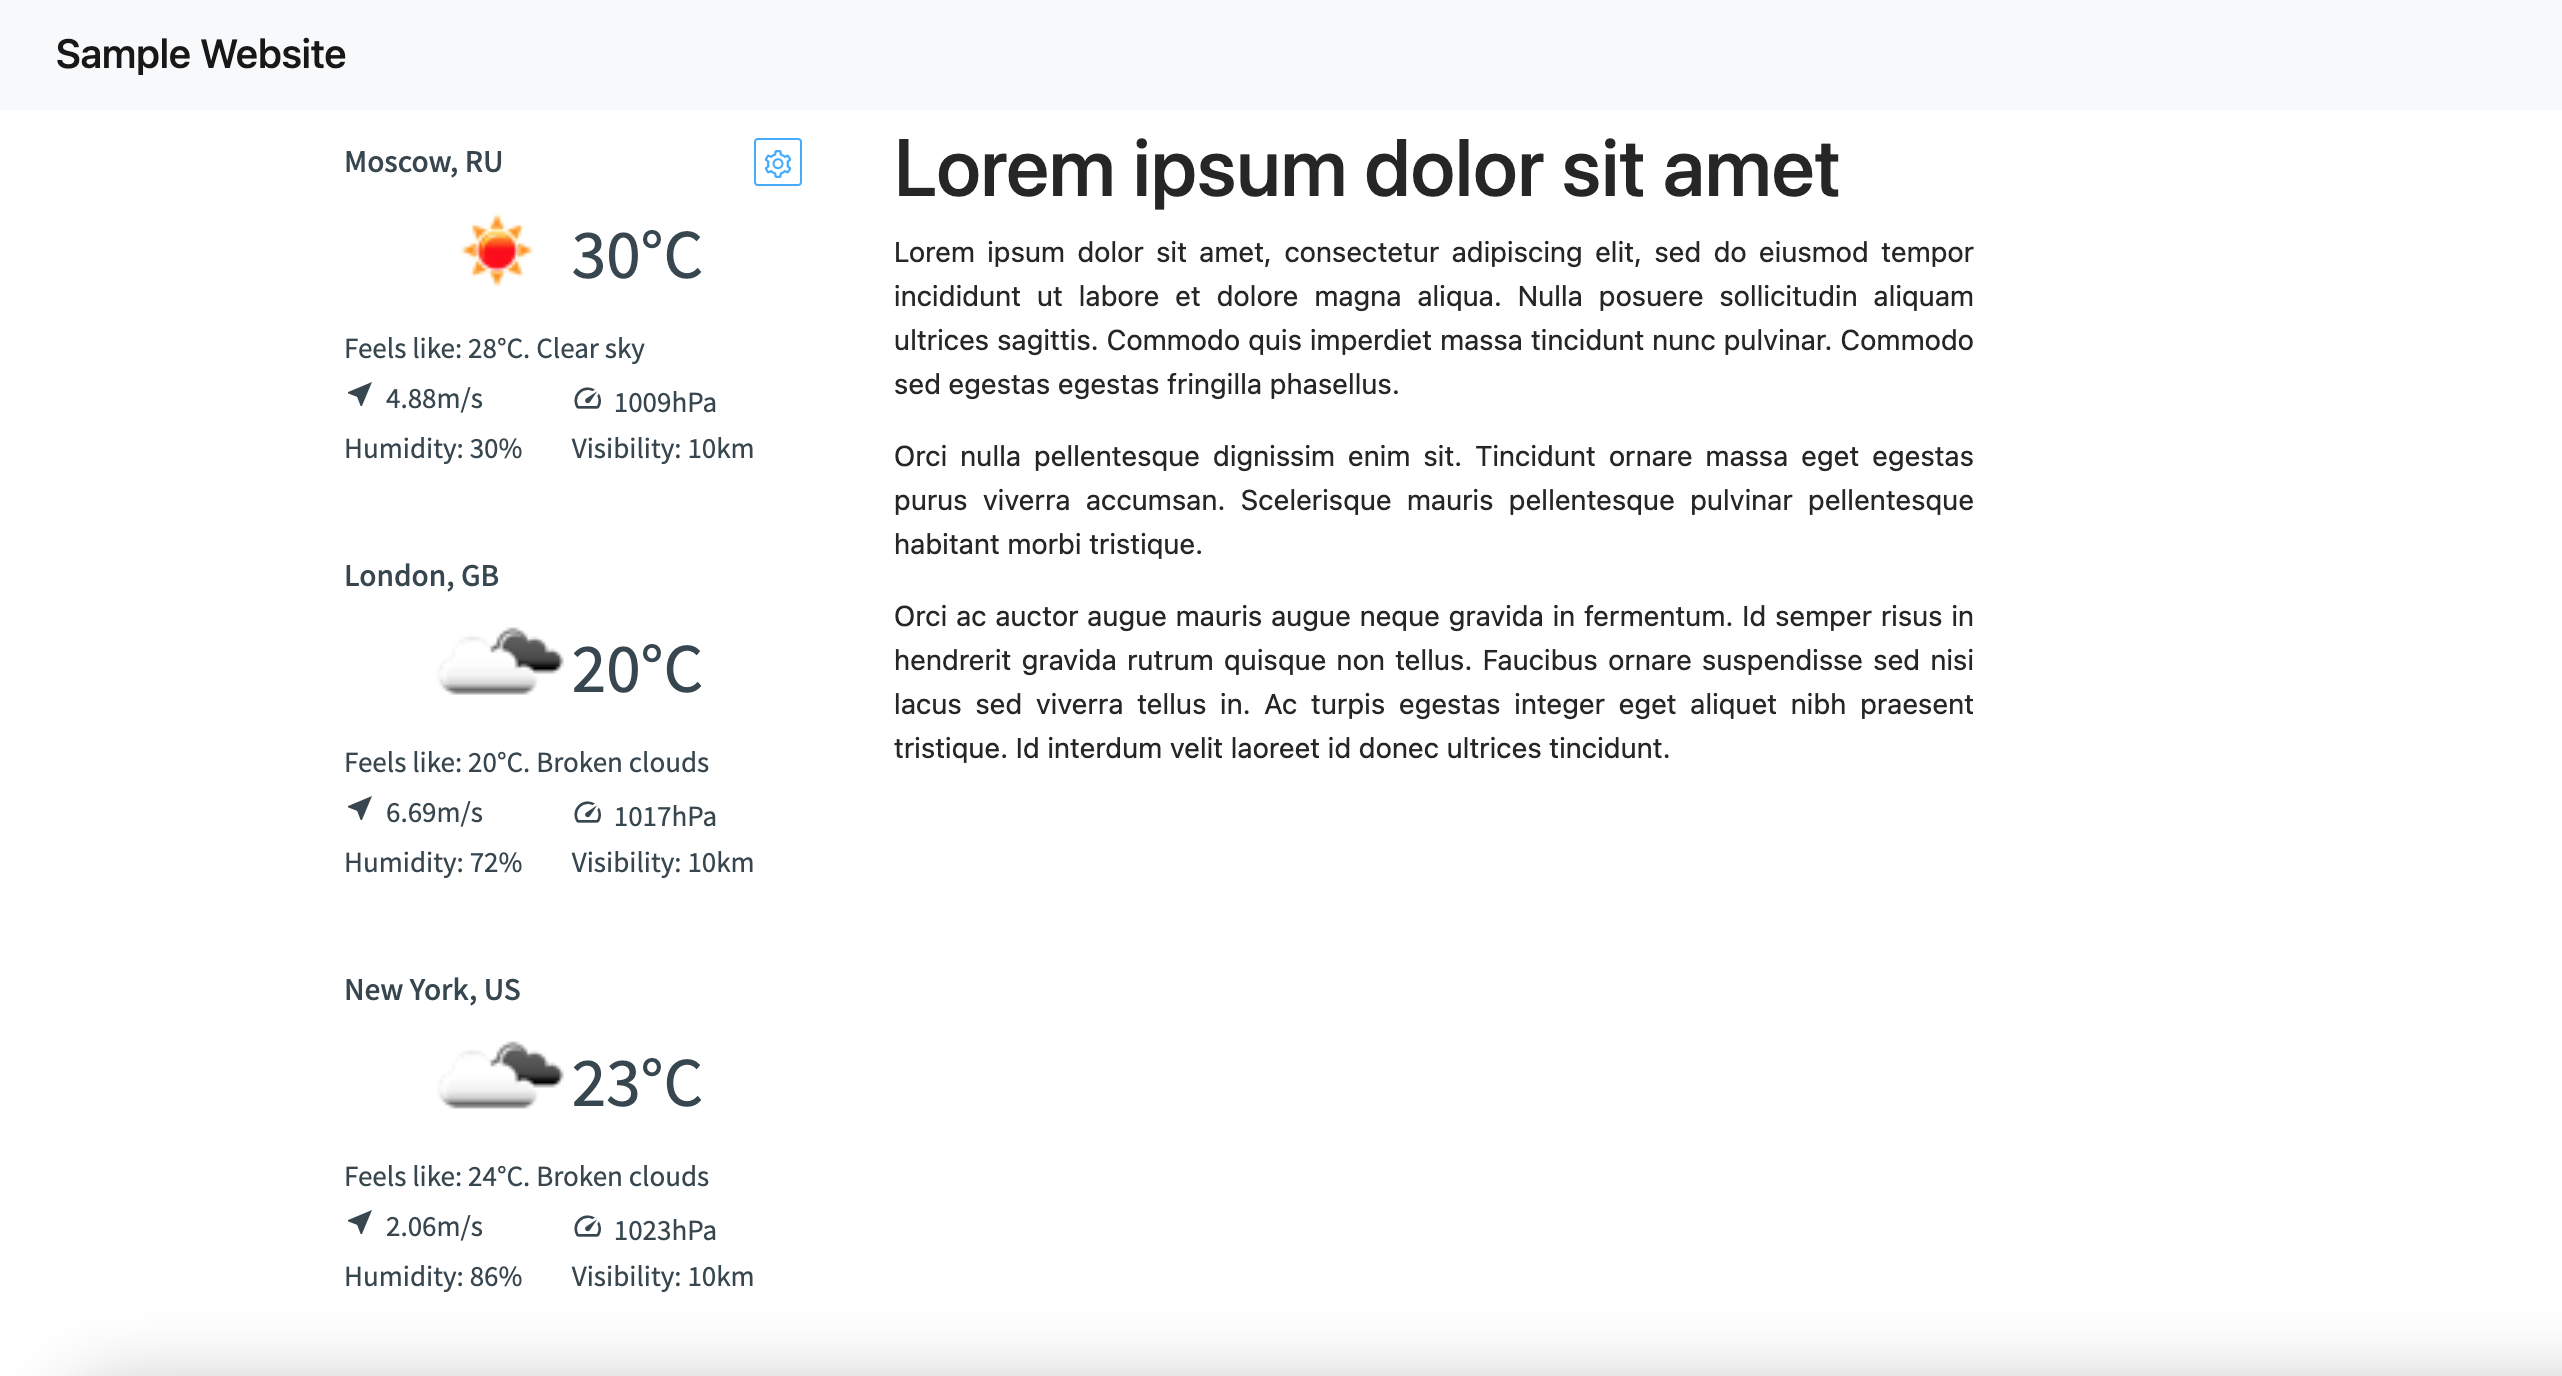 Sample Website
Moscow, RU
30°C
Feels like: 28°C. Clear sky
4.88m/s 1009hPa
Humidity: 30% Visibility: 10km
London, GB
20°C
Feels like: 20°C. Broken clouds
6.69m/s 1017hPa
Humidity: 72% Visibility: 10km
New York, US
23°C
Feels like: 24°C. Broken clouds
2.06m/s 1023hPa
Humidity: 86% Visibility: 10km
Lorem ipsum dolor sit amet
Lorem ipsum dolor sit amet, consectetur adipiscing elit, sed do eiusmod tempor
incididunt ut labore et dolore magna aliqua. Nulla posuere sollicitudin aliquam
ultrices sagittis. Commodo quis imperdiet massa tincidunt nunc pulvinar. Commodo
sed egestas egestas fringilla phasellus.
Orci nulla pellentesque dignissim enim sit. Tincidunt ornare massa eget egestas
purus viverra accumsan. Scelerisque mauris pellentesque pulvinar pellentesque
habitant morbi tristique.
Orci ac auctor augue mauris augue neque gravida in fermentum. Id semper risus in
hendrerit gravida rutrum quisque non tellus. Faucibus ornare suspendisse sed nisi
lacus sed viverra tellus in. Ac turpis egestas integer eget aliquet nibh praesent
tristique. Id interdum velit laoreet id donec ultrices tincidunt.